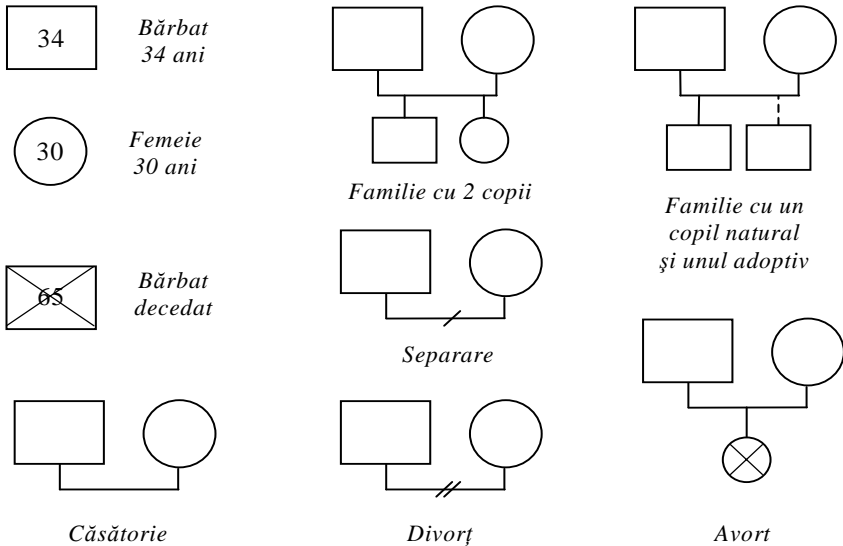 34
Bărbat
34 ani
30
Femeie
30 ani
65
Bărbat
decedat
Căsătorie
Familie cu 2 copii
Separare
Divorţ
Familie cu un
copil natural
şi unul adoptiv
Avort